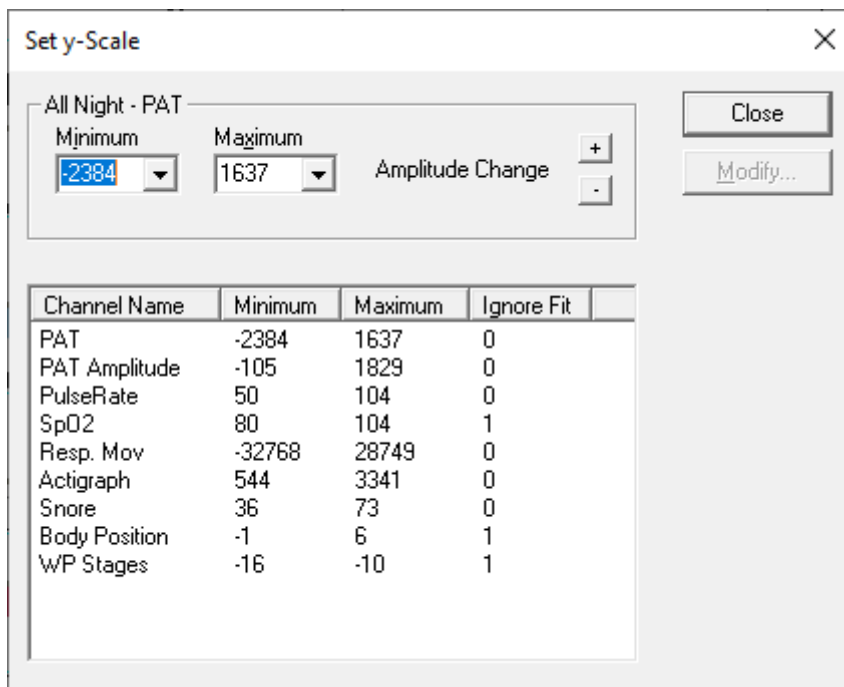 Set y-Scale
All Night - PAT
Minimum Maximum
-2384 1637 Amplitude Change + -
Close
Modify...
Channel Name Minimum Maximum Ignore Fit
PAT -2384 1637 0
PAT Amplitude -105 1829 0
PulseRate 50 104 0
SpO2 80 104 1
Resp. Mov -32768 28749 0
Actigraph 544 3341 0
Snore 36 73 0
Body Position -1 6 1
WP Stages -16 -10 1